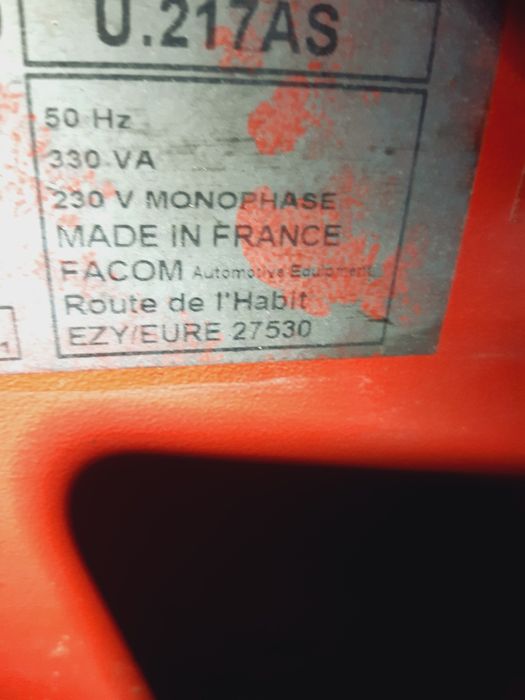 U.217AS
50 Hz
330 VA
230 V MONOPHASE
MADE IN FRANCE
FACOM Automotive Equipment
Route de l'Habit
EZY/EURE 27530
1